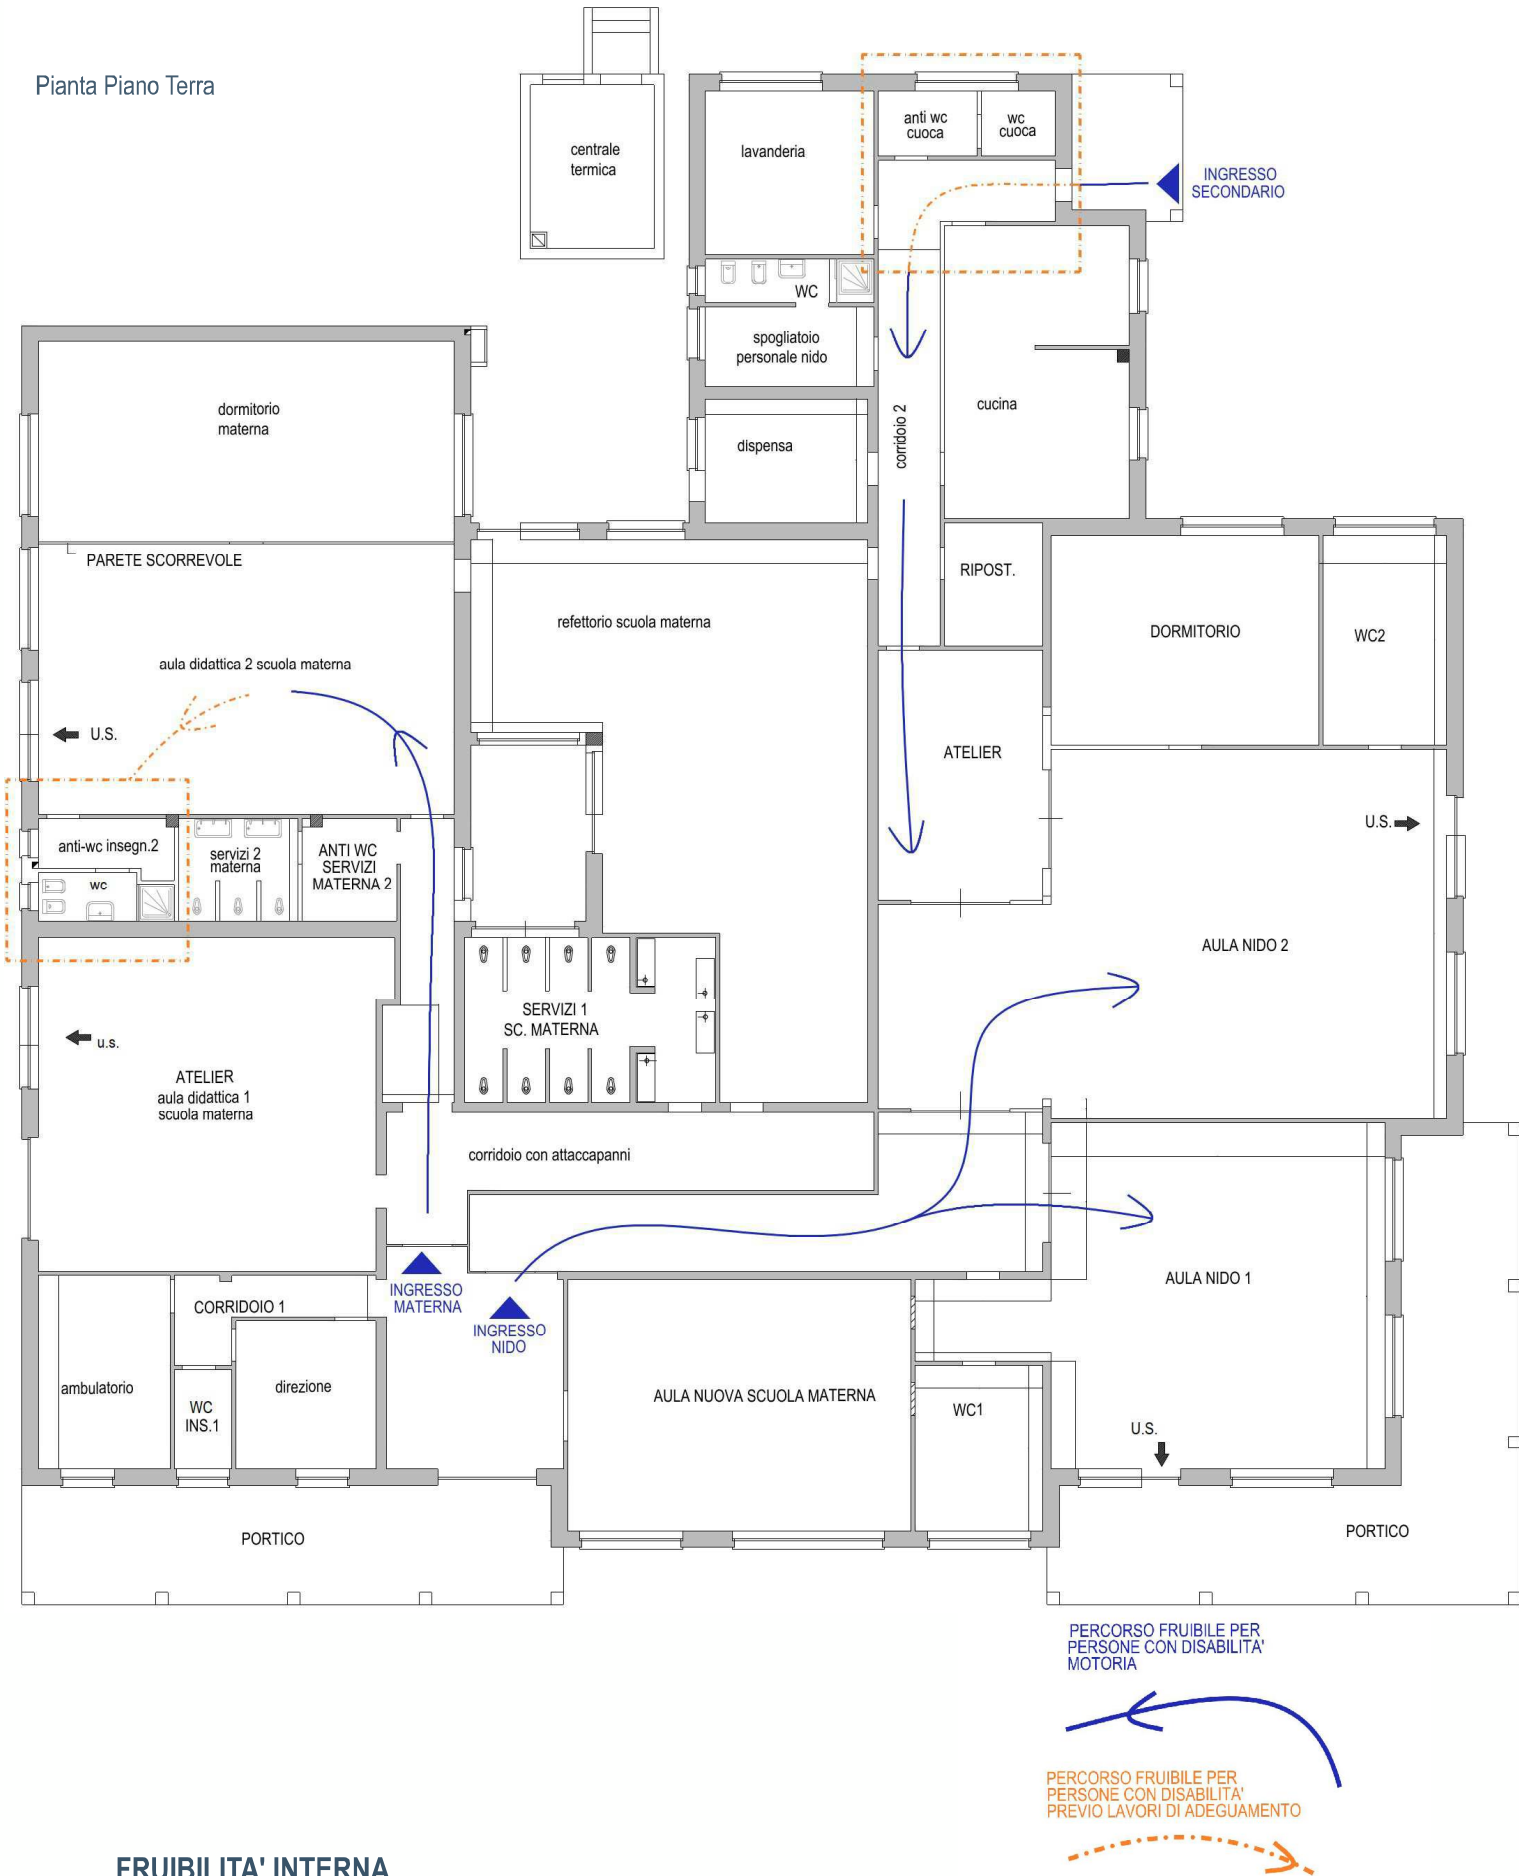 Pianta Piano Terra
centrale
termica
lavanderia
anti wc
cuoca
wc
cuoca
INGRESSO
SECONDARIO
WC
spogliatoio
personale nido
dispensa
corridoio 2
cucina
dormitorio
materna
PARETE SCORREVOLE
RIPOST.
refettorio scuola materna
DORMITORIO
WC2
aula didattica 2 scuola materna
U.S.
ATELIER
U.S.
anti-wc insegn.2
wc
servizi 2
materna
ANTI WC
SERVIZI
MATERNA 2
AULA NIDO 2
SERVIZI 1
SC. MATERNA
u.s.
ATELIER
aula didattica 1
scuola materna
corridoio con attaccapanni
INGRESSO
MATERNA
INGRESSO
NIDO
AULA NIDO 1
CORRIDOIO 1
ambulatorio
WC
INS.1
direzione
AULA NUOVA SCUOLA MATERNA
WC1
U.S.
PORTICO
PORTICO
PERCORSO FRUIBILE PER
PERSONE CON DISABILITA'
MOTORIA
PERCORSO FRUIBILE PER
PERSONE CON DISABILITA'
PREVIO LAVORI DI ADEGUAMENTO
FRUIBILITA' INTERNA